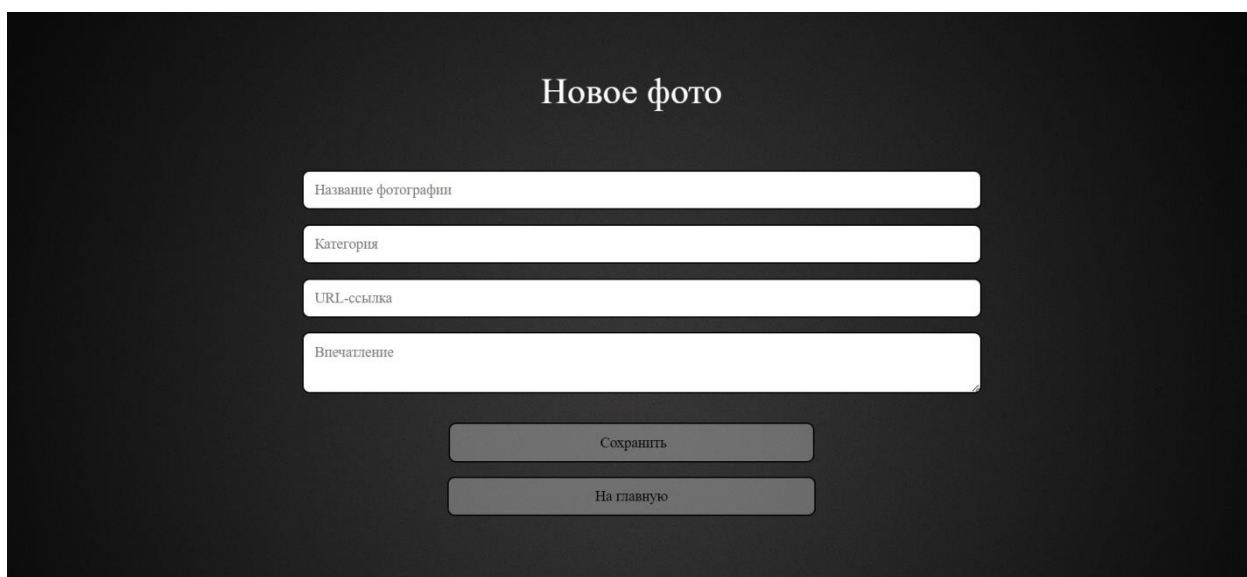 Новое фото
Название фотографии
Категория
URL-ссылка
Впечатление
Сохранить
На главную